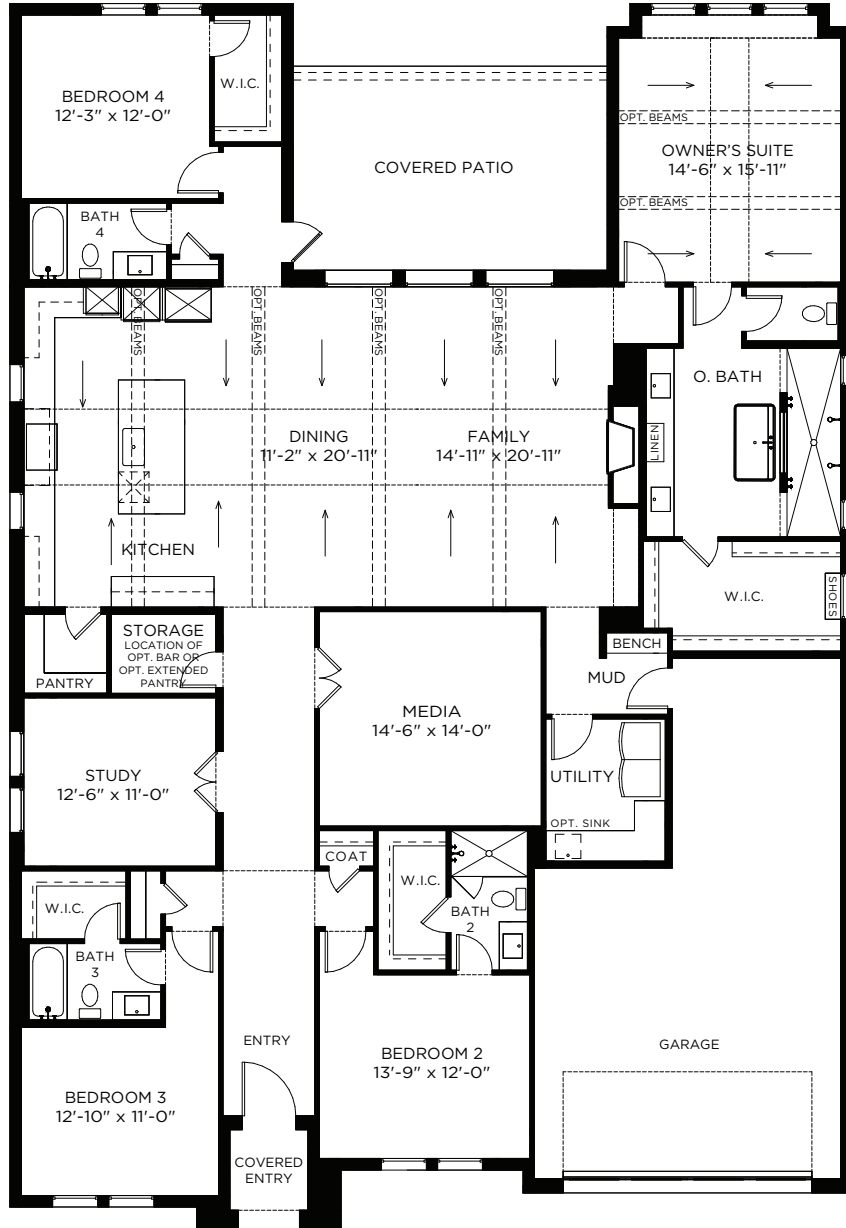 BEDROOM 4
12'-3" x 12'-0"
W.I.C.
COVERED PATIO
OPT. BEAMS
OWNER'S SUITE
14'-6" x 15'-11"
OPT. BEAMS
BATH
4
OPT. BEAMS
OPT. BEAMS
OPT. BEAMS
OPT. BEAMS
O. BATH
DINING
11'-2" x 20'-11"
FAMILY
14'-11" x 20'-11"
LINEN
KITCHEN
W.I.C.
SHOES
PANTRY
STORAGE
LOCATION OF
OPT. BAR OR
OPT. EXTENDED
PANTRY
BENCH
MUD
MEDIA
14'-6" x 14'-0"
STUDY
12'-6" x 11'-0"
UTILITY
OPT. SINK
COAT
W.I.C.
W.I.C.
BATH
2
BATH
3
ENTRY
GARAGE
BEDROOM 2
13'-9" x 12'-0"
BEDROOM 3
12'-10" x 11'-0"
COVERED
ENTRY